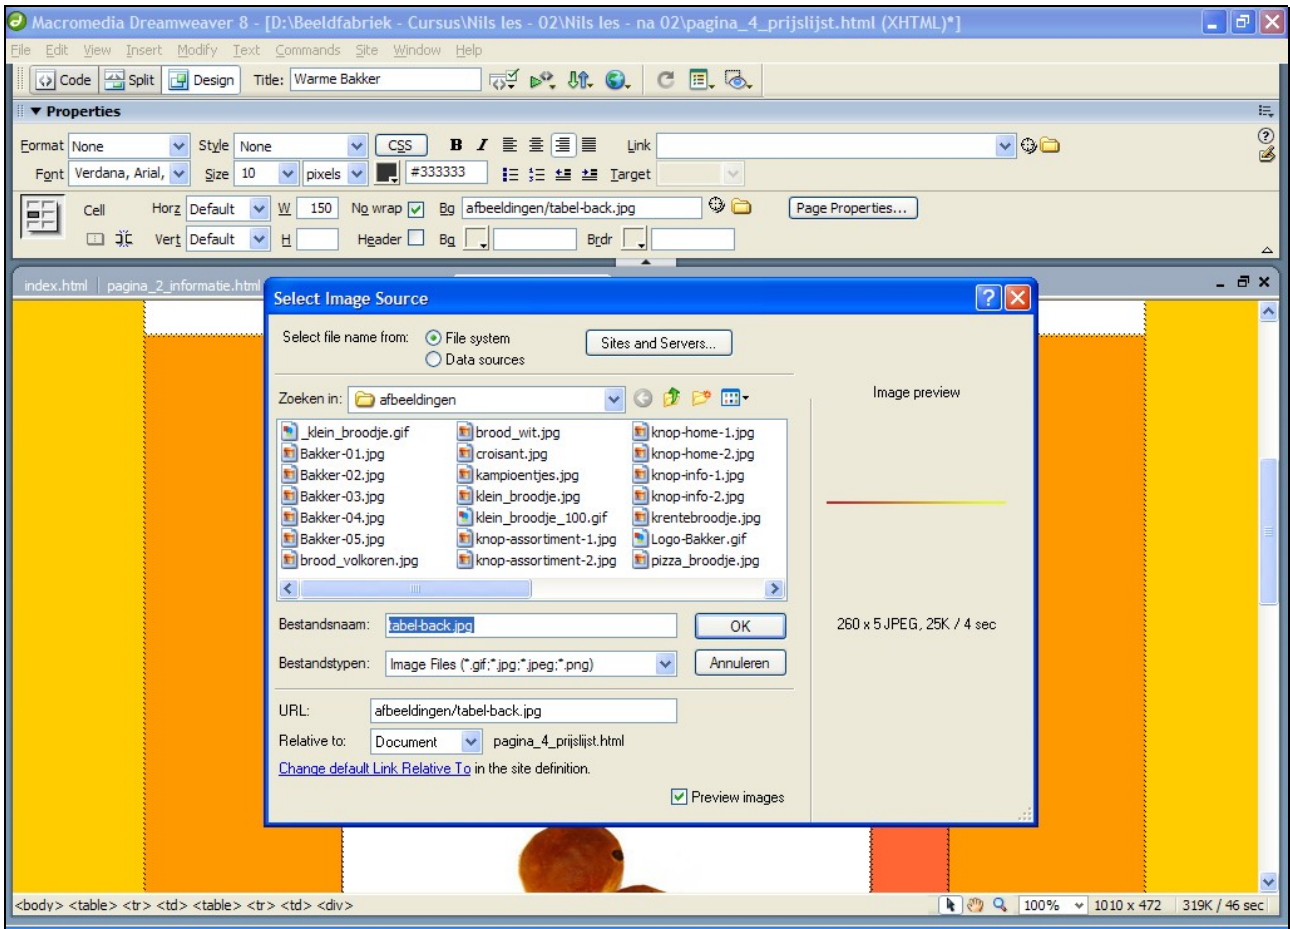 Macromedia Dreamweaver 8 - [D:\Beeldfabriek - Cursus\Nils les - 02\Nils les - na 02\pagina_4_prijslijst.html (XHTML)*]
File Edit View Insert Modify Text Commands Site Window Help
Code Split Design Title: Warme Bakker
Properties
Format None Style None CSS B I Link
Font Verdana, Arial, Size 10 pixels #333333 Target
Cell Horz Default W 150 No wrap Bg afbeeldingen/tabel-back.jpg Page Properties...
Vert Default H Header Bg Brdr
index.html pagina_2_informatie.html
Select Image Source
Select file name from: File system Sites and Servers...
Data sources
Zoeken in: afbeeldingen Image preview
_klein_broodje.gif brood_wit.jpg knop-home-1.jpg
Bakker-01.jpg croisant.jpg knop-home-2.jpg
Bakker-02.jpg kampioentjes.jpg knop-info-1.jpg
Bakker-03.jpg klein_broodje.jpg knop-info-2.jpg
Bakker-04.jpg klein_broodje_100.gif krentebroodje.jpg
Bakker-05.jpg knop-assortiment-1.jpg Logo-Bakker.gif
brood_volkoren.jpg knop-assortiment-2.jpg pizza_broodje.jpg
Bestandsnaam: tabel-back.jpg OK 260 x 5 JPEG, 25K / 4 sec
Bestandstypen: Image Files (*.gif;*.jpg;*.jpeg;*.png) Annuleren
URL: afbeeldingen/tabel-back.jpg
Relative to: Document pagina_4_prijslijst.html
Change default Link Relative To in the site definition.
Preview images
<body> <table> <tr> <td> <table> <tr> <td> <div> 100% 1010 x 472 319K / 46 sec